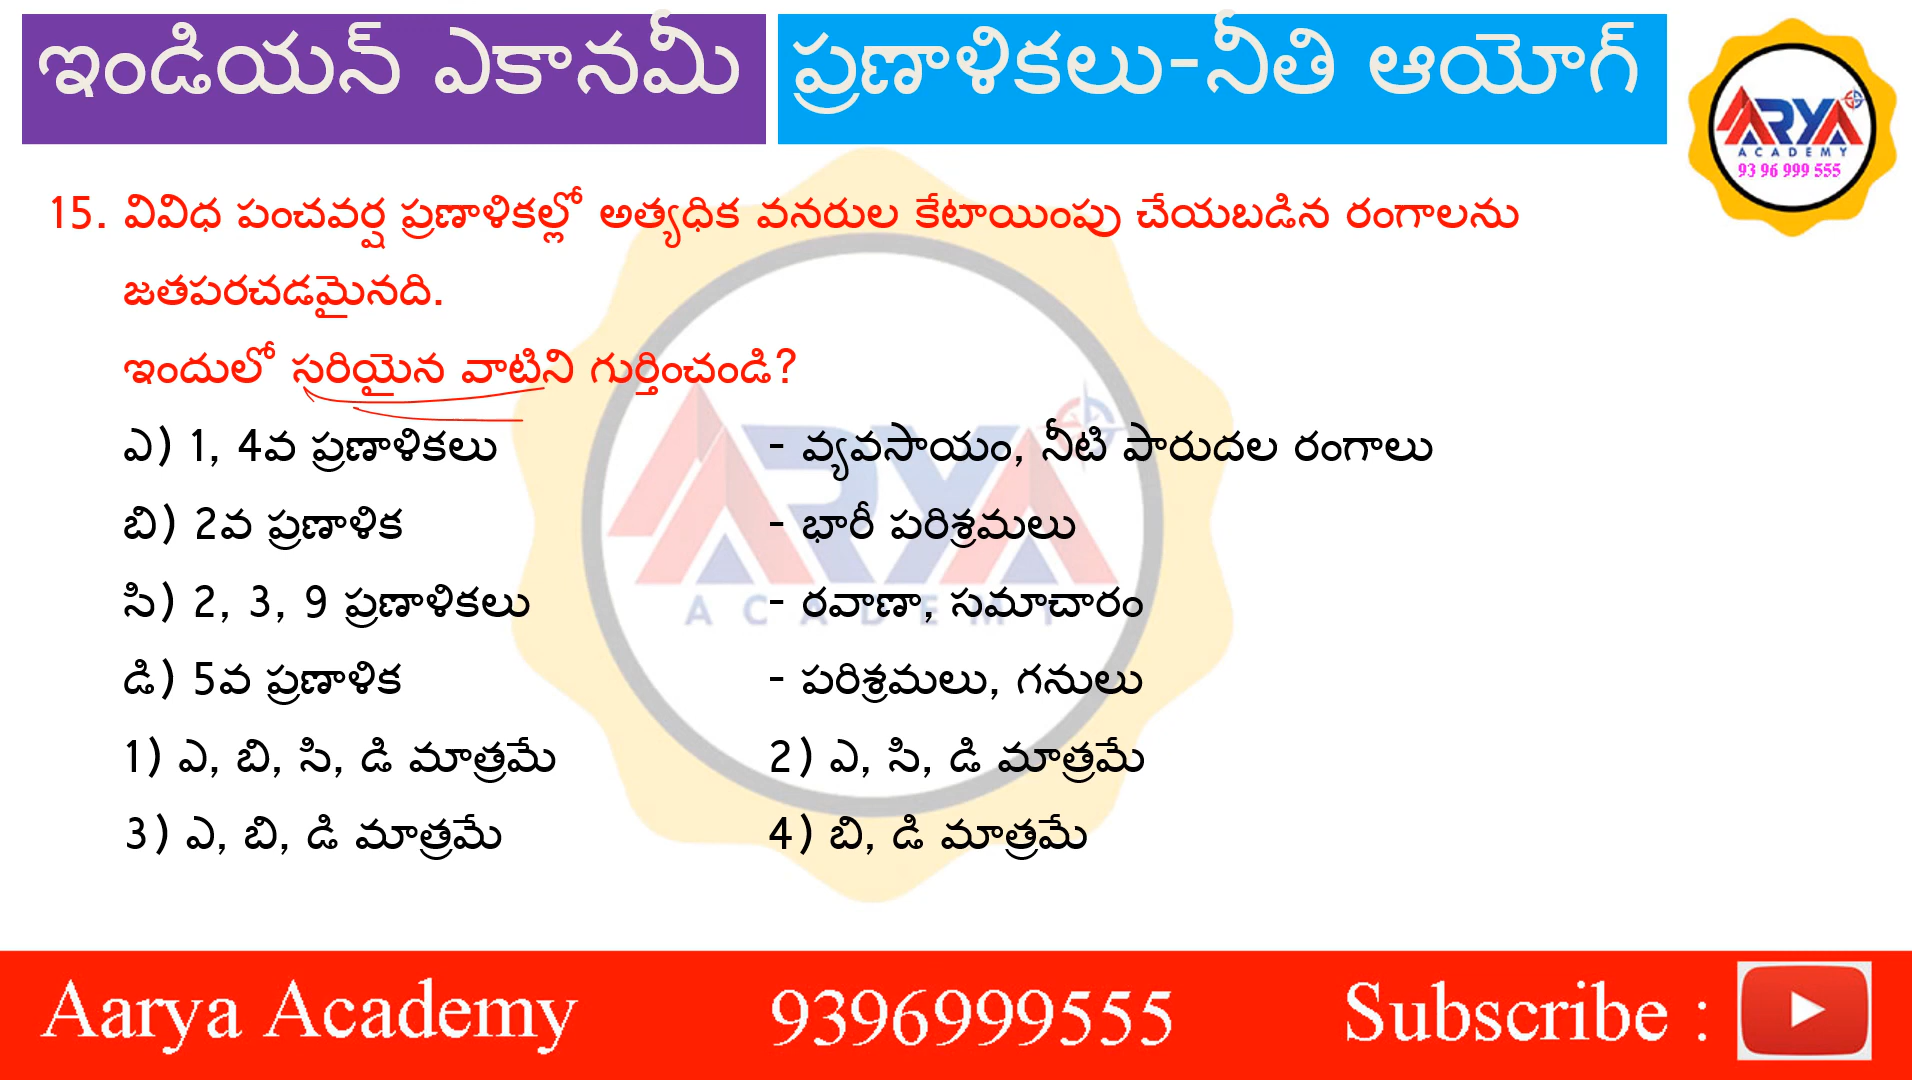 ఇండియన్ ఎకానమీ ప్రణాళికలు-నీతి ఆయోగ్
ARYA
ACADEMY
93 96 999 555
15. వివిధ పంచవర్ష ప్రణాళికల్లో అత్యధిక వనరుల కేటాయింపు చేయబడిన రంగాలను
జతపరచడమైనది.
ఇందులో సరియైన వాటిని గుర్తించండి?
ఎ) 1, 4వ ప్రణాళికలు - వ్యవసాయం, నీటి పారుదల రంగాలు
బి) 2వ ప్రణాళిక - భారీ పరిశ్రమలు
సి) 2, 3, 9 ప్రణాళికలు - రవాణా, సమాచారం
డి) 5వ ప్రణాళిక - పరిశ్రమలు, గనులు
1) ఎ, బి, సి, డి మాత్రమే 2) ఎ, సి, డి మాత్రమే
3) ఎ, బి, డి మాత్రమే 4) బి, డి మాత్రమే
ARYA
ACADEMY
Aarya Academy 9396999555 Subscribe :